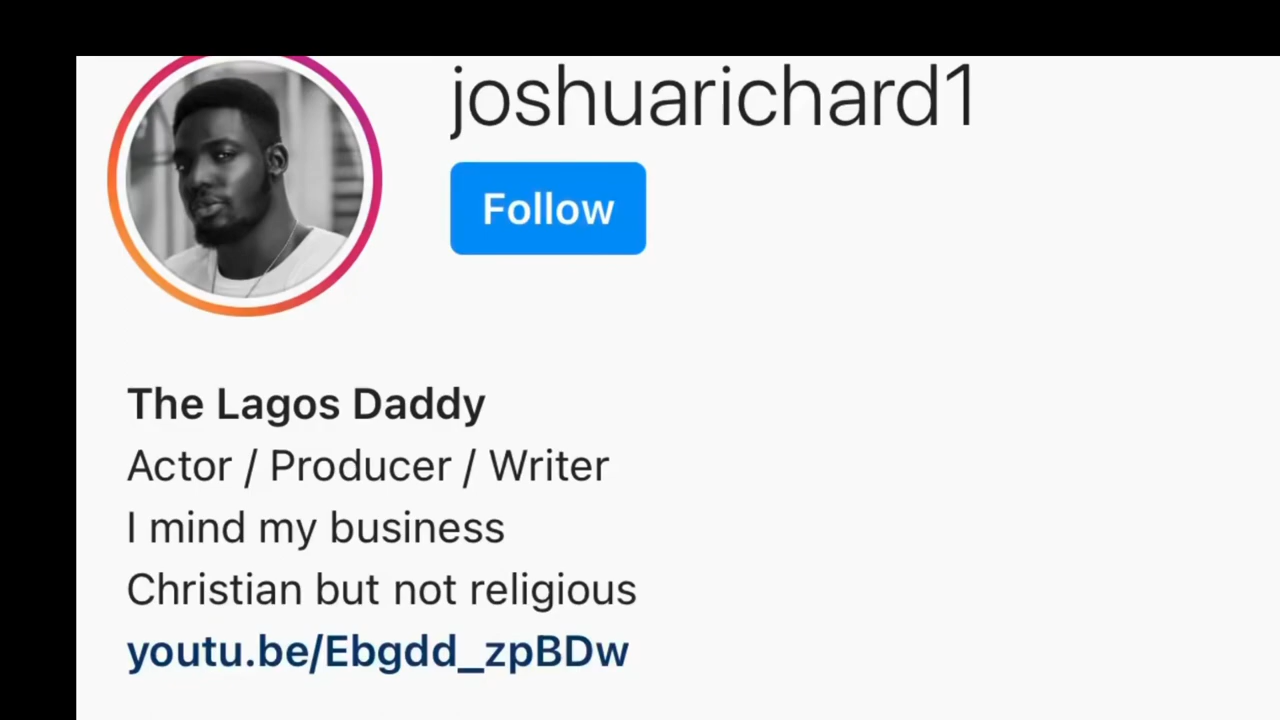 joshuarichard1
Follow
The Lagos Daddy
Actor / Producer / Writer
I mind my business
Christian but not religious
youtu.be/Ebgdd_zpBDw